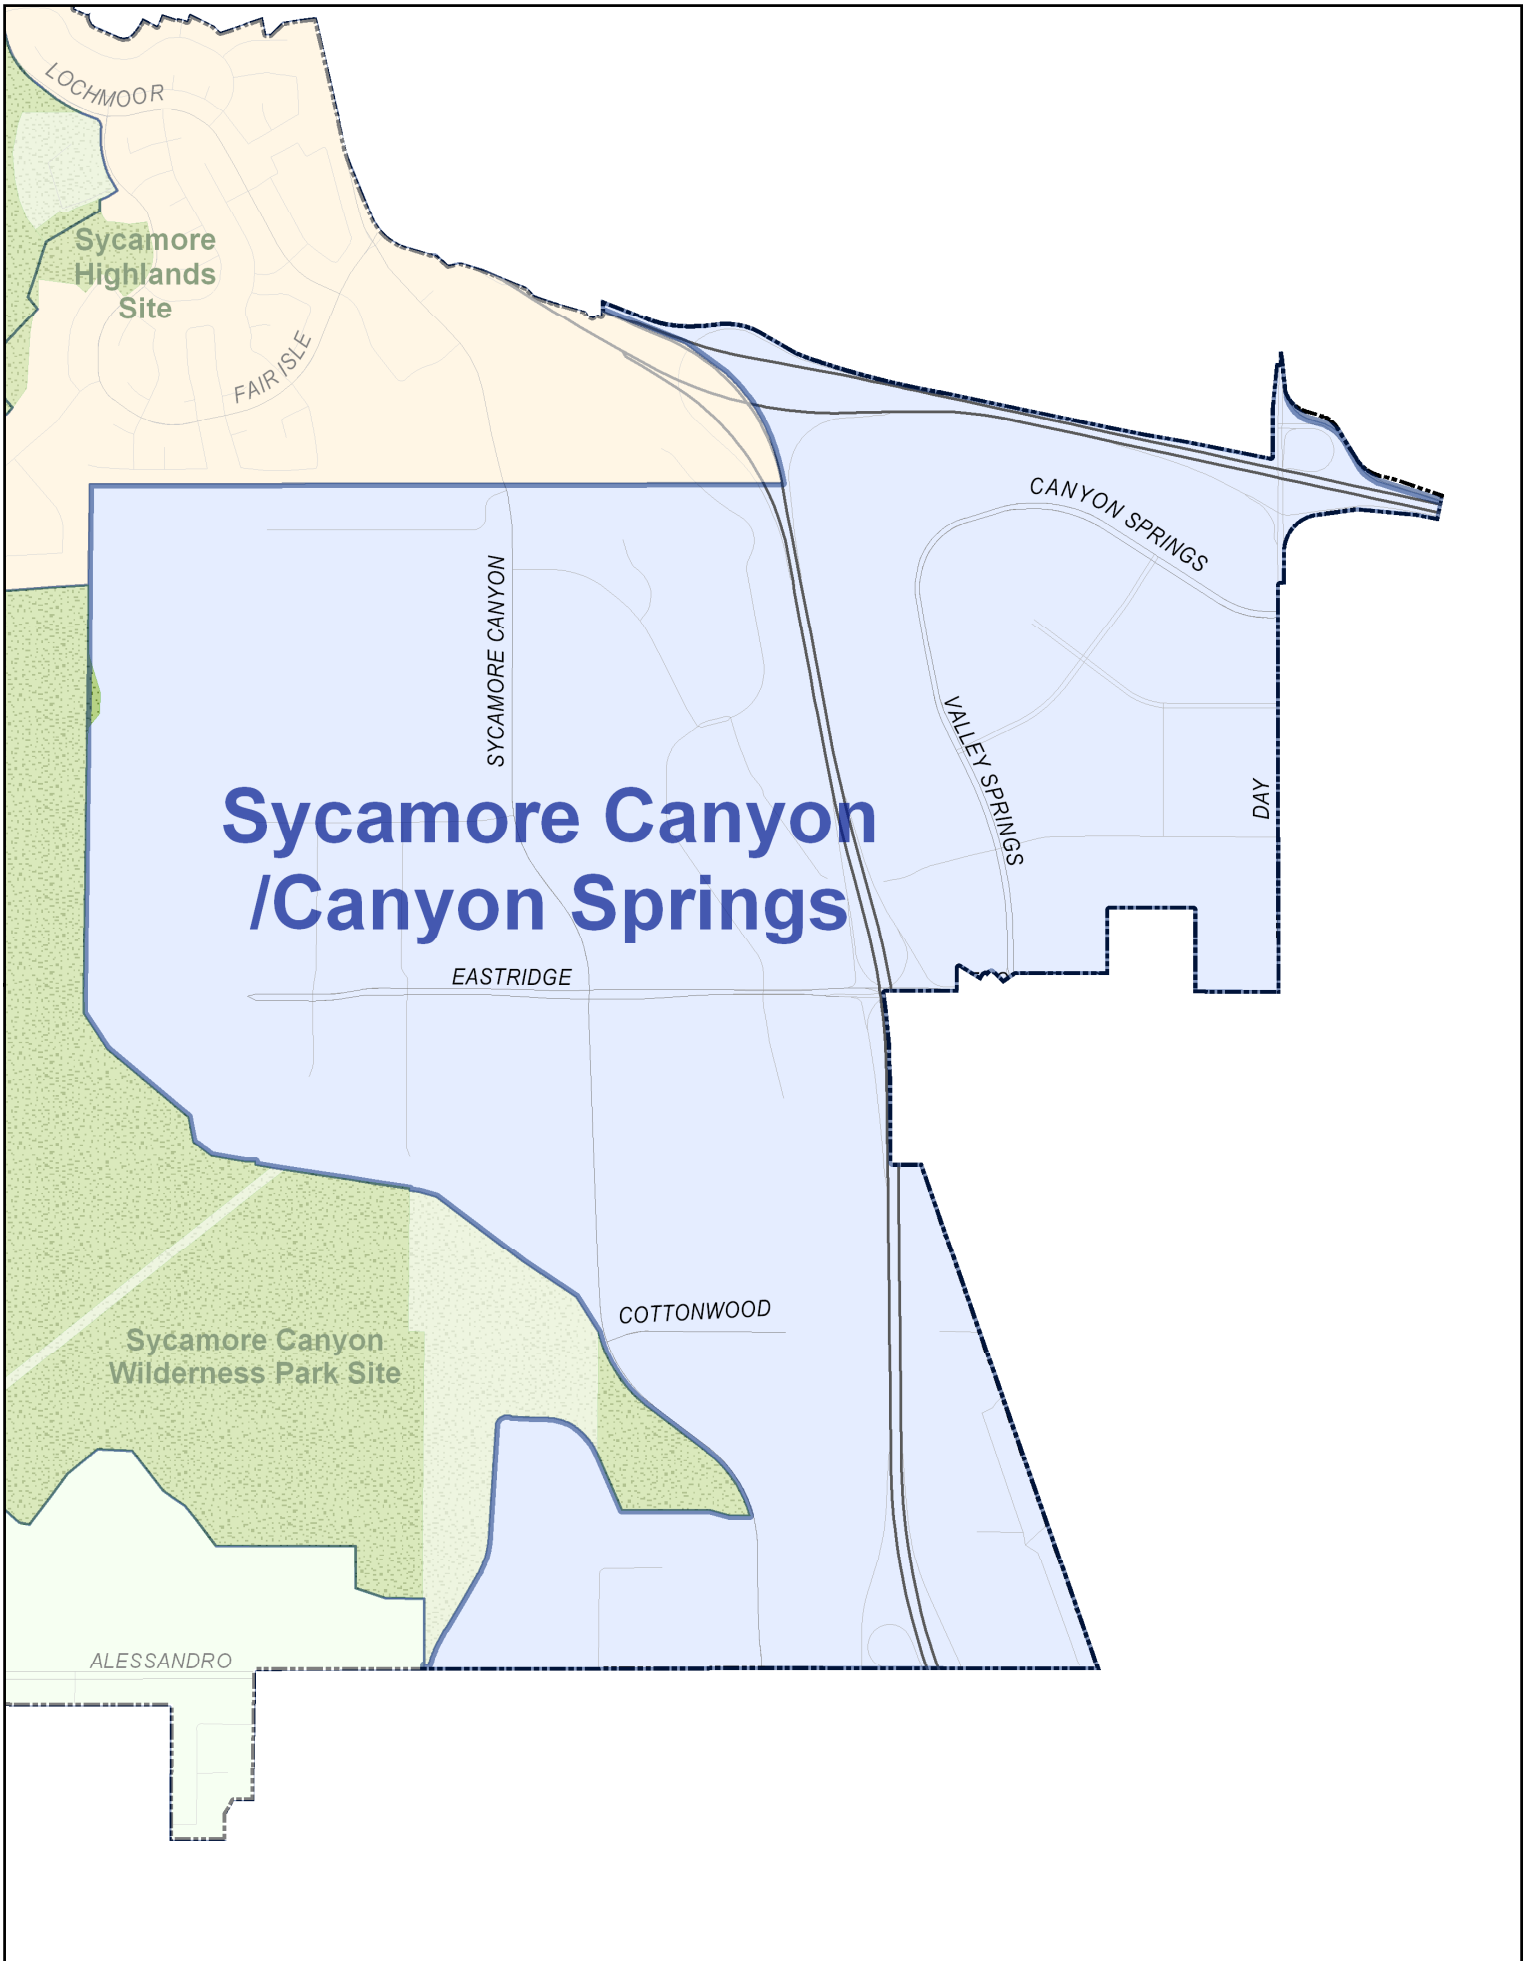 LOCHMOOR
Sycamore
Highlands
Site
FAIR ISLE
CANYON SPRINGS
SYCAMORE CANYON
VALLEY SPRINGS
DAY
Sycamore Canyon
/Canyon Springs
EASTRIDGE
COTTONWOOD
Sycamore Canyon
Wilderness Park Site
ALESSANDRO